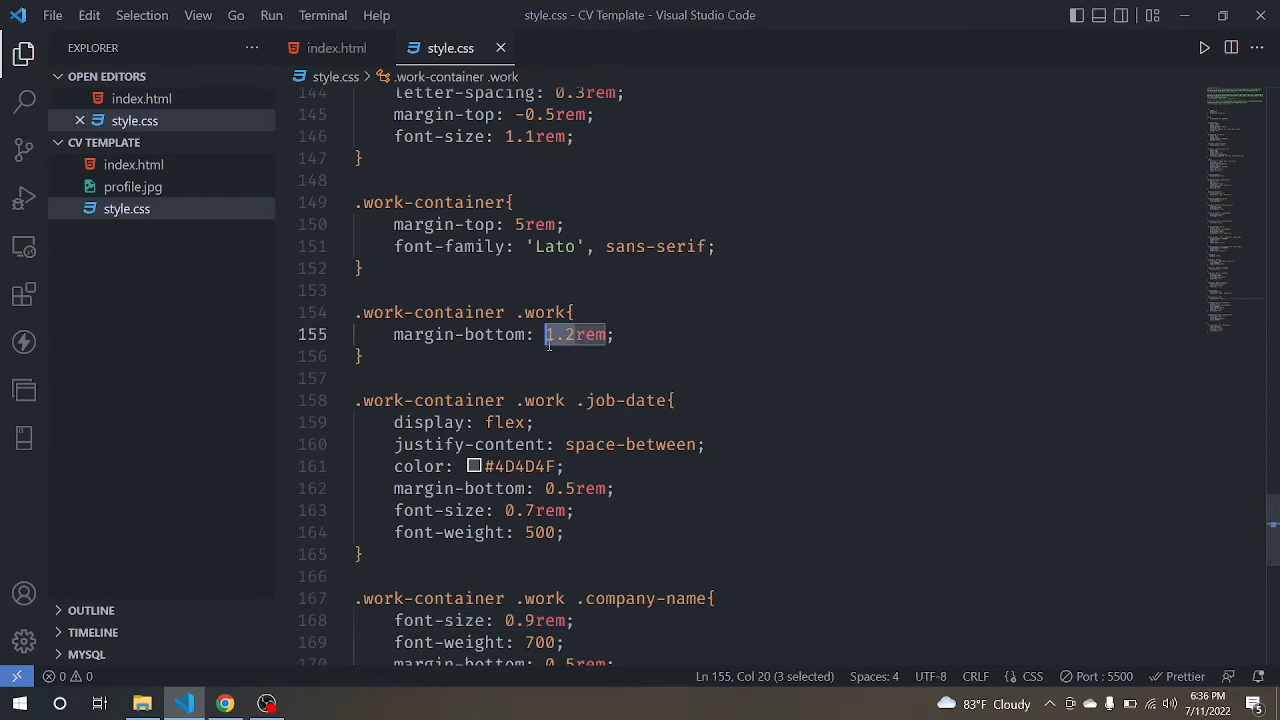 File Edit Selection View Go Run Terminal Help style.css - CV Template - Visual Studio Code
EXPLORER
index.html style.css
OPEN EDITORS
style.css > .work-container .work
index.html
style.css
CV TEMPLATE
index.html
profile.jpg
style.css
144 letter-spacing: 0.3rem;
145 margin-top: -0.5rem;
146 font-size: 1.1rem;
147 }
148
149 .work-container{
150 margin-top: 5rem;
151 font-family: 'Lato', sans-serif;
152 }
153
154 .work-container .work{
155 margin-bottom: 1.2rem;
156 }
157
158 .work-container .work .job-date{
159 display: flex;
160 justify-content: space-between;
161 color: #4D4D4F;
162 margin-bottom: 0.5rem;
163 font-size: 0.7rem;
164 font-weight: 500;
165 }
166
167 .work-container .work .company-name{
168 font-size: 0.9rem;
169 font-weight: 700;
170 margin-bottom: 0.5rem;
OUTLINE
TIMELINE
MYSQL
0 0 Ln 155, Col 20 (3 selected) Spaces: 4 UTF-8 CRLF CSS Port : 5500 Prettier
88°F Cloudy 6:36 PM
7/11/2022
5